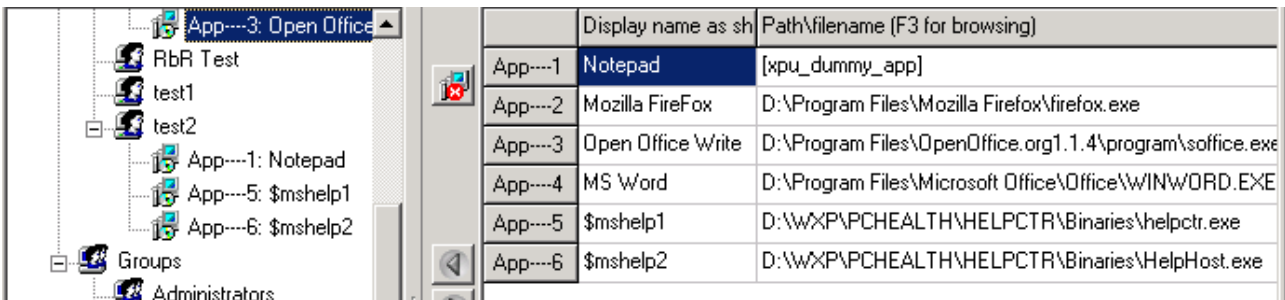 App----3: Open Office
RbR Test
test1
test2
App----1: Notepad
App----5: $mshelp1
App----6: $mshelp2
Groups
Administrators
Display name as sh Path\filename (F3 for browsing)
App----1 Notepad [xpu_dummy_app]
App----2 Mozilla FireFox D:\Program Files\Mozilla Firefox\firefox.exe
App----3 Open Office Write D:\Program Files\OpenOffice.org1.1.4\program\soffice.exe
App----4 MS Word D:\Program Files\Microsoft Office\Office\WINWORD.EXE
App----5 $mshelp1 D:\WXP\PCHEALTH\HELPCTR\Binaries\helpctr.exe
App----6 $mshelp2 D:\WXP\PCHEALTH\HELPCTR\Binaries\HelpHost.exe